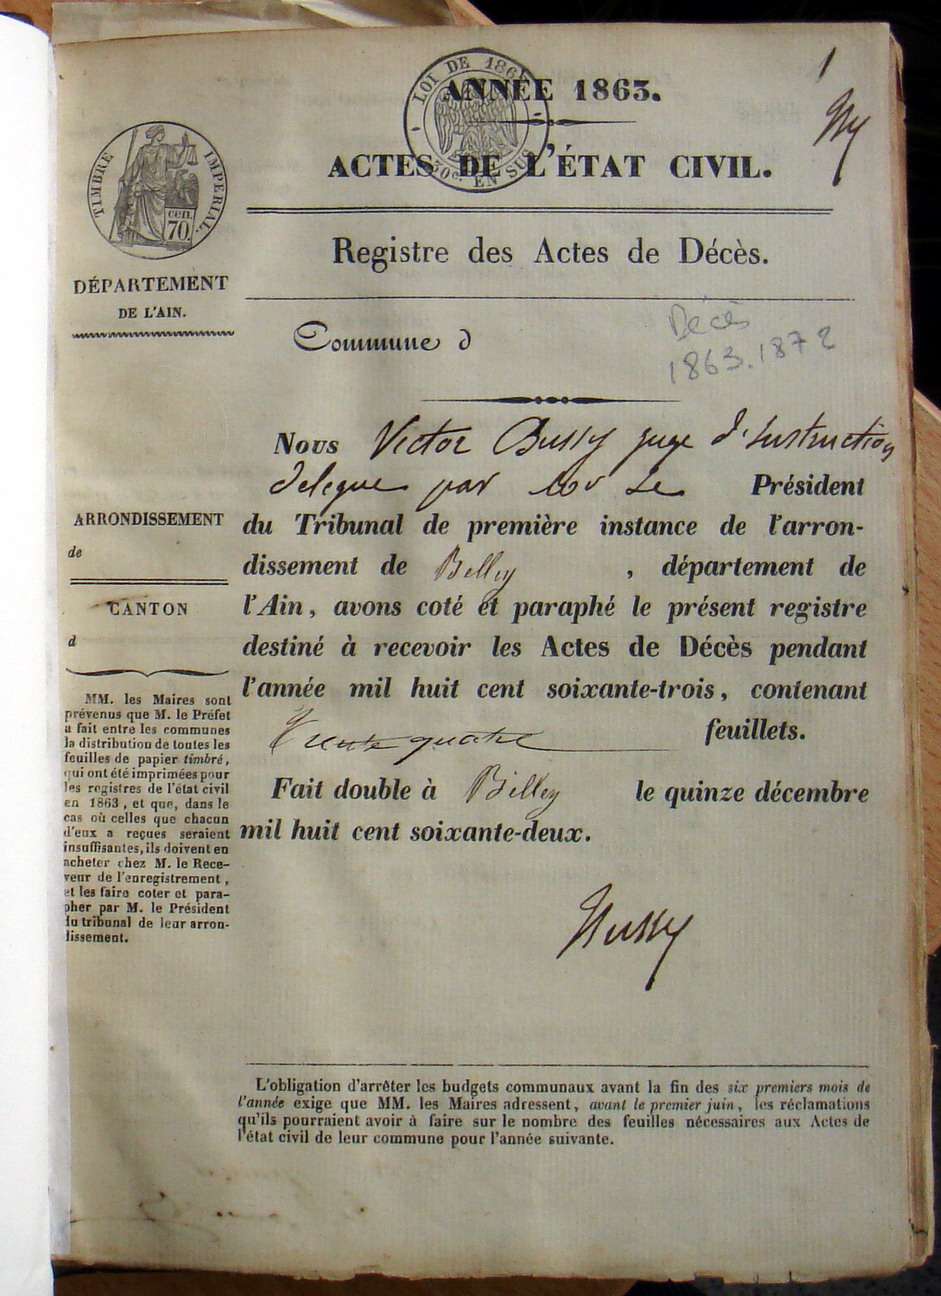 1
LOI DE 186
30c. EN SUS
ANNÉE 1863.
ACTES DE L'ÉTAT CIVIL.
TIMBRE IMPERIAL.
cen.
70
Registre des Actes de Décès.
DÉPARTEMENT
DE L'AIN.
Commune d
Décès
1863.1872
Nous Victor Bussy juge d'instruction
délégué par Le Président
du Tribunal de première instance de l'arron-
dissement de Belley, département de
l'Ain, avons coté et paraphé le présent registre
destiné à recevoir les Actes de Décès pendant
l'année mil huit cent soixante-trois, contenant
Trente quatre feuillets.
Fait double à Belley le quinze décembre
mil huit cent soixante-deux.
Bussy
ARRONDISSEMENT
de
CANTON
d
MM. les Maires sont
prévenus que M. le Préfet
a fait entre les communes
la distribution de toutes les
feuilles de papier timbré,
qui ont été imprimées pour
les registres de l'état civil
en 1863, et que, dans le
cas où celles que chacun
d'eux a reçues seraient
insuffisantes, ils doivent en
acheter chez M. le Rece-
veur de l'enregistrement,
et les faire coter et para-
pher par M. le Président
du tribunal de leur arron-
dissement.
L'obligation d'arrêter les budgets communaux avant la fin des six premiers mois de
l'année exige que MM. les Maires adressent, avant le premier juin, les réclamations
qu'ils pourraient avoir à faire sur le nombre des feuilles nécessaires aux Actes de
l'état civil de leur commune pour l'année suivante.